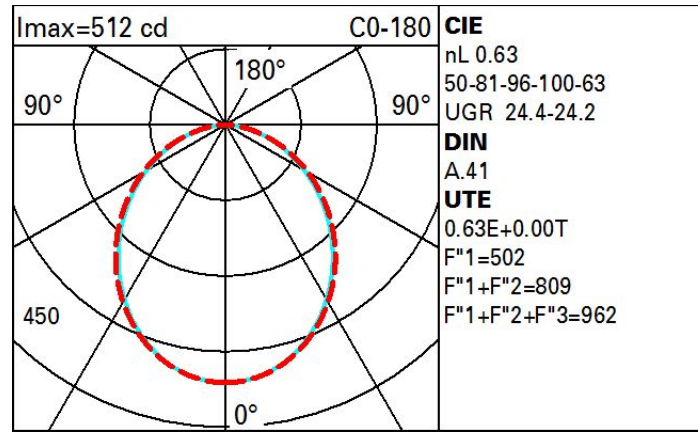 Imax=512 cd C0-180
180°
90° 90°
450
0°
CIE
nL 0.63
50-81-96-100-63
UGR 24.4-24.2
DIN
A.41
UTE
0.63E+0.00T
F"1=502
F"1+F"2=809
F"1+F"2+F"3=962